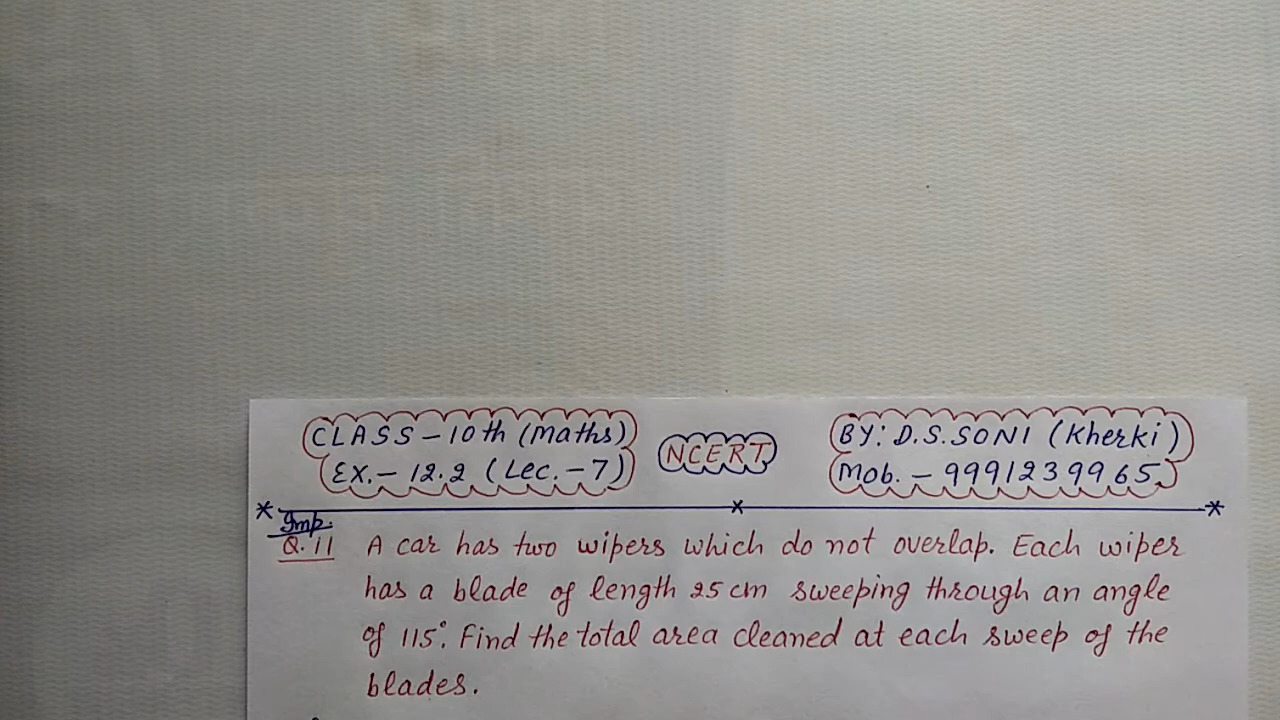 CLASS - 10th (Maths)
EX. - 12.2 (Lec. - 7)
NCERT
BY: D.S. SONI (Kherki)
Mob. - 9991239965
Imp.
Q. 11 A car has two wipers which do not overlap. Each wiper
has a blade of length 25 cm sweeping through an angle
of 115°. Find the total area cleaned at each sweep of the
blades.